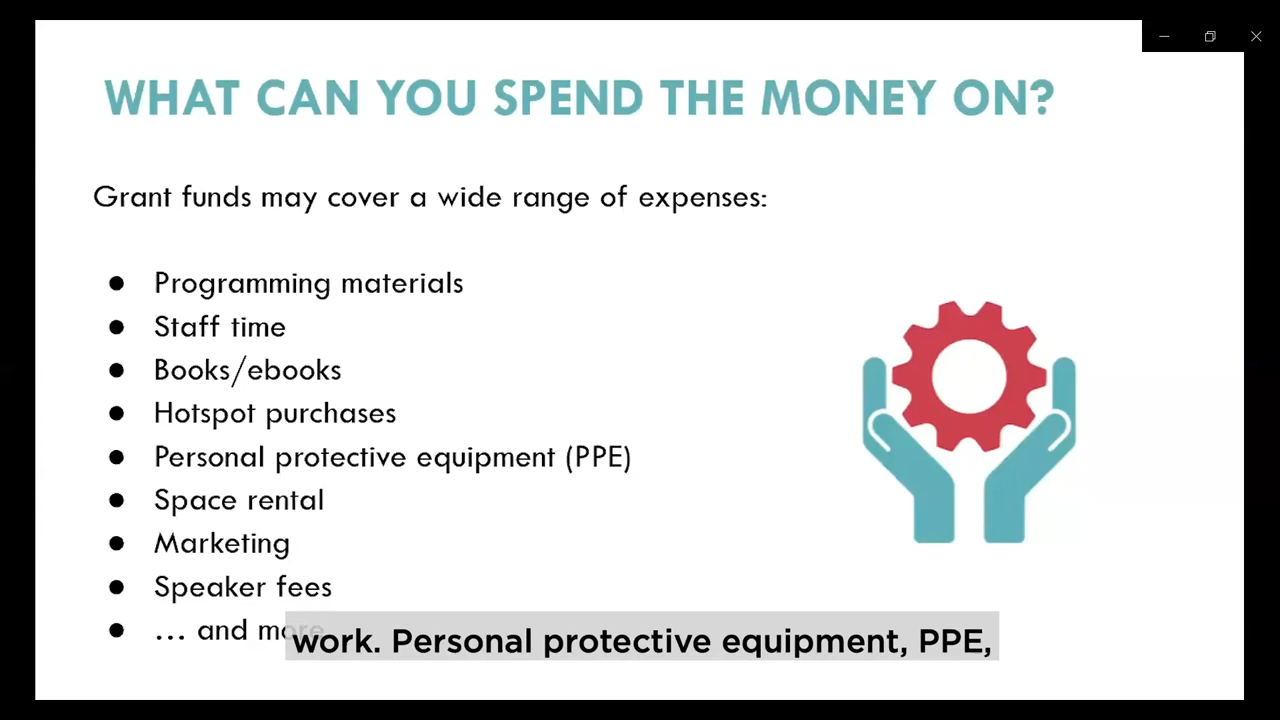 WHAT CAN YOU SPEND THE MONEY ON?
Grant funds may cover a wide range of expenses:
● Programming materials
● Staff time
● Books/ebooks
● Hotspot purchases
● Personal protective equipment (PPE)
● Space rental
● Marketing
● Speaker fees
● ... and more
work. Personal protective equipment, PPE,